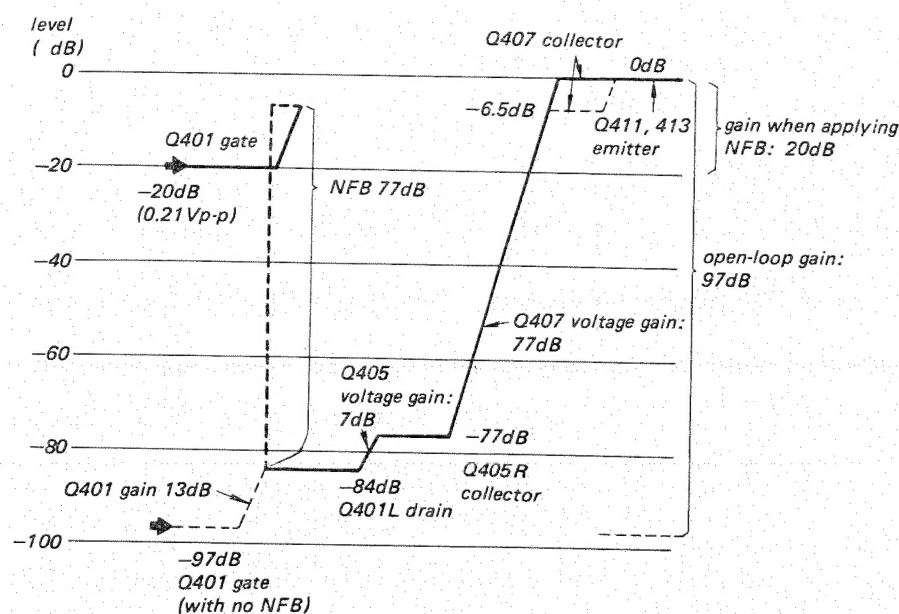 level
( dB)
Q407 collector
0
0dB
−6.5dB
Q401 gate
Q411, 413
emitter
gain when applying
NFB: 20dB
−20
−20dB
(0.21Vp-p)
NFB 77dB
−40
open-loop gain:
97dB
Q407 voltage gain:
77dB
−60
Q405
voltage gain:
7dB
−77dB
−80
Q405R
collector
Q401 gain 13dB
−84dB
Q401L drain
−100
−97dB
Q401 gate
(with no NFB)